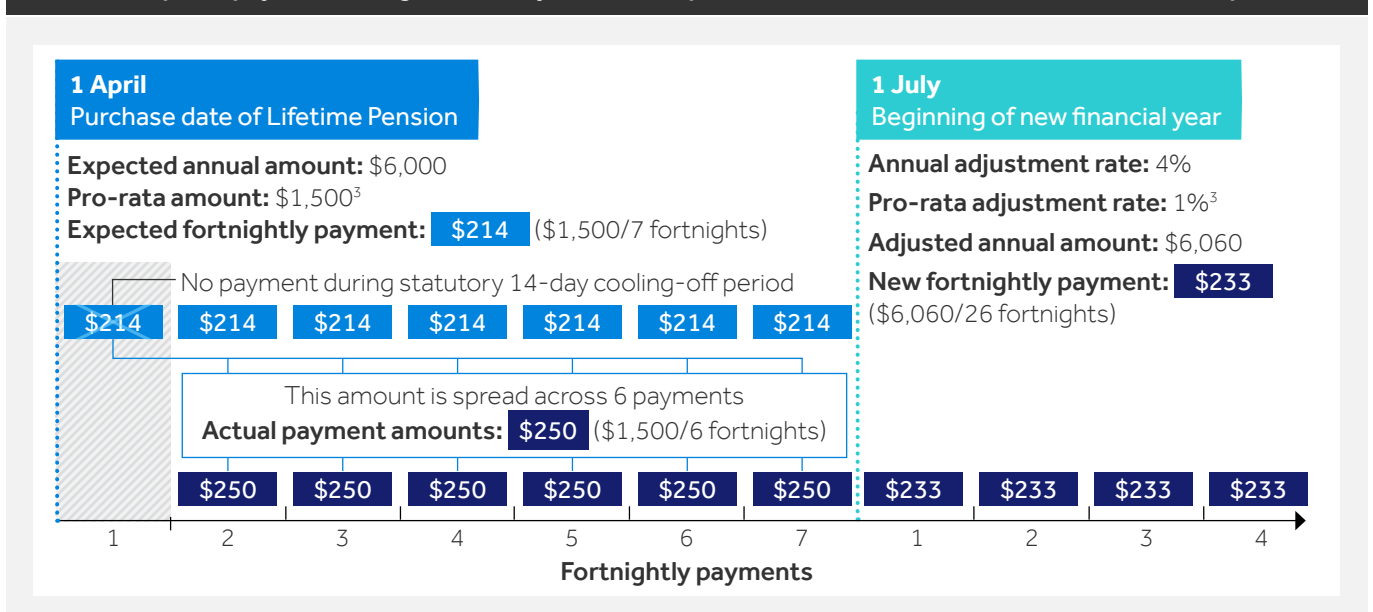 1 April
Purchase date of Lifetime Pension
Expected annual amount: $6,000
Pro-rata amount: $1,500³
Expected fortnightly payment: $214 ($1,500/7 fortnights)
No payment during statutory 14-day cooling-off period
$214 $214 $214 $214 $214 $214 $214
This amount is spread across 6 payments
Actual payment amounts: $250 ($1,500/6 fortnights)
1 July
Beginning of new financial year
Annual adjustment rate: 4%
Pro-rata adjustment rate: 1%³
Adjusted annual amount: $6,060
New fortnightly payment: $233
($6,060/26 fortnights)
$250 $250 $250 $250 $250 $250 $233 $233 $233 $233
1 2 3 4 5 6 7 1 2 3 4
Fortnightly payments